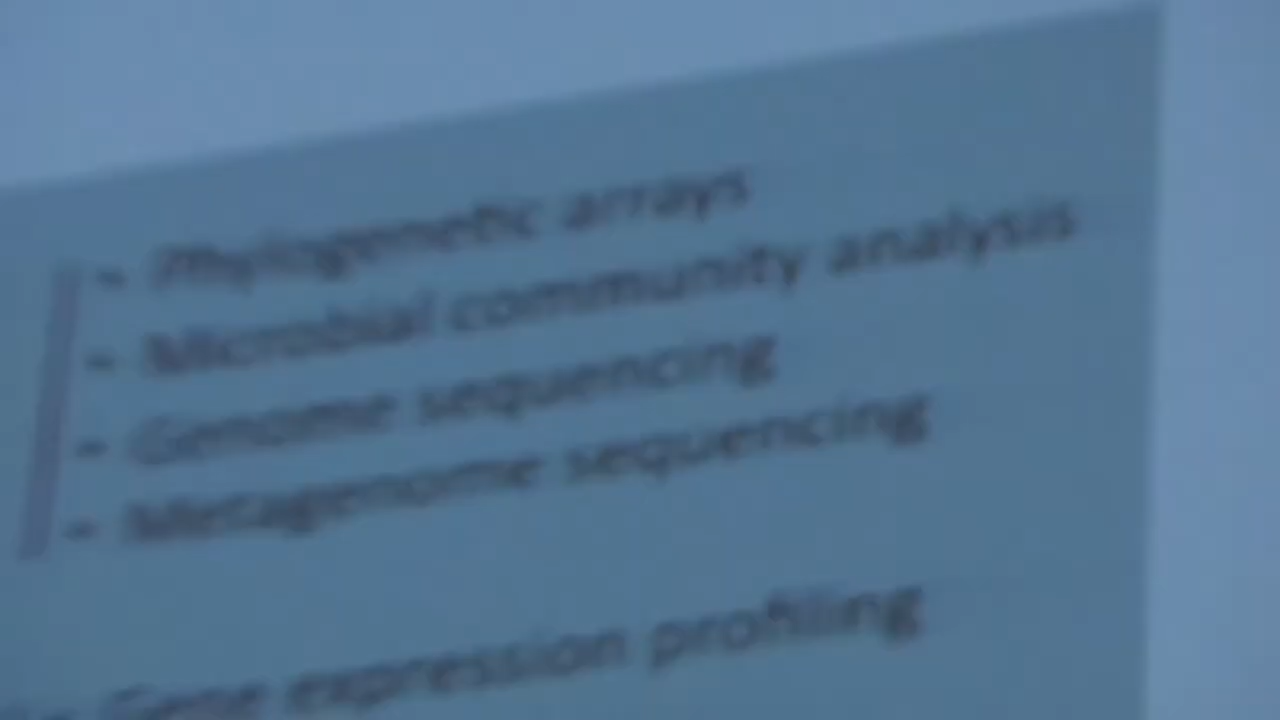 - Phylogenetic arrays
- Microbial community analysis
- Genome sequencing
- Metagenome sequencing
- Gene expression profiling